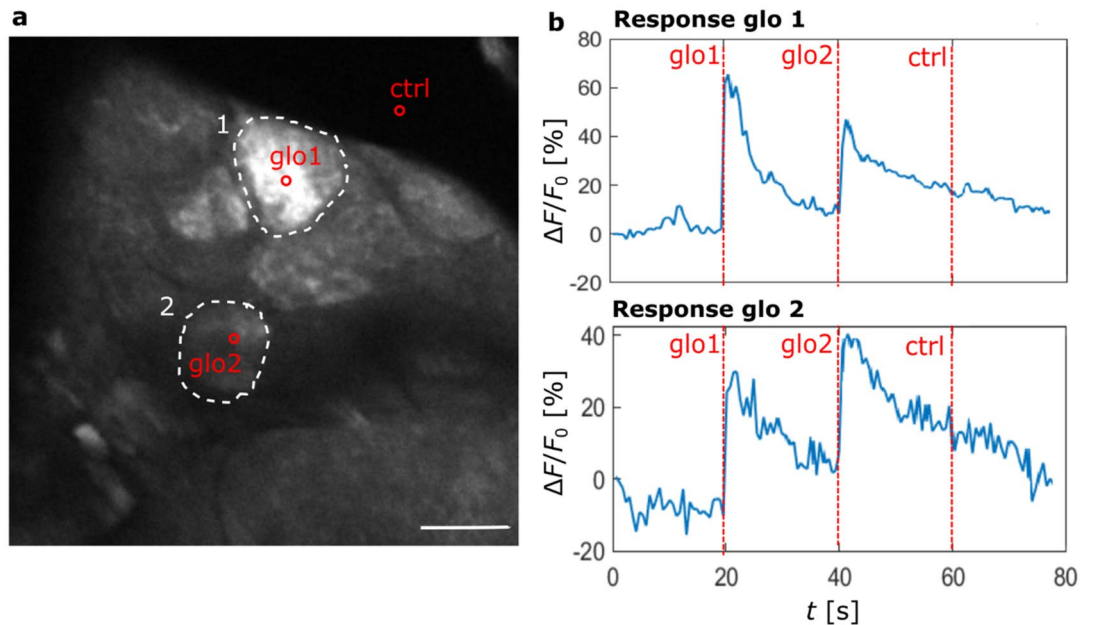 a
ctrl
1
glo1
2
glo2
b
Response glo 1
80
60
40
20
0
-20
ΔF/F0 [%]
glo1
glo2
ctrl
Response glo 2
40
20
0
-20
ΔF/F0 [%]
glo1
glo2
ctrl
0
20
40
60
80
t [s]